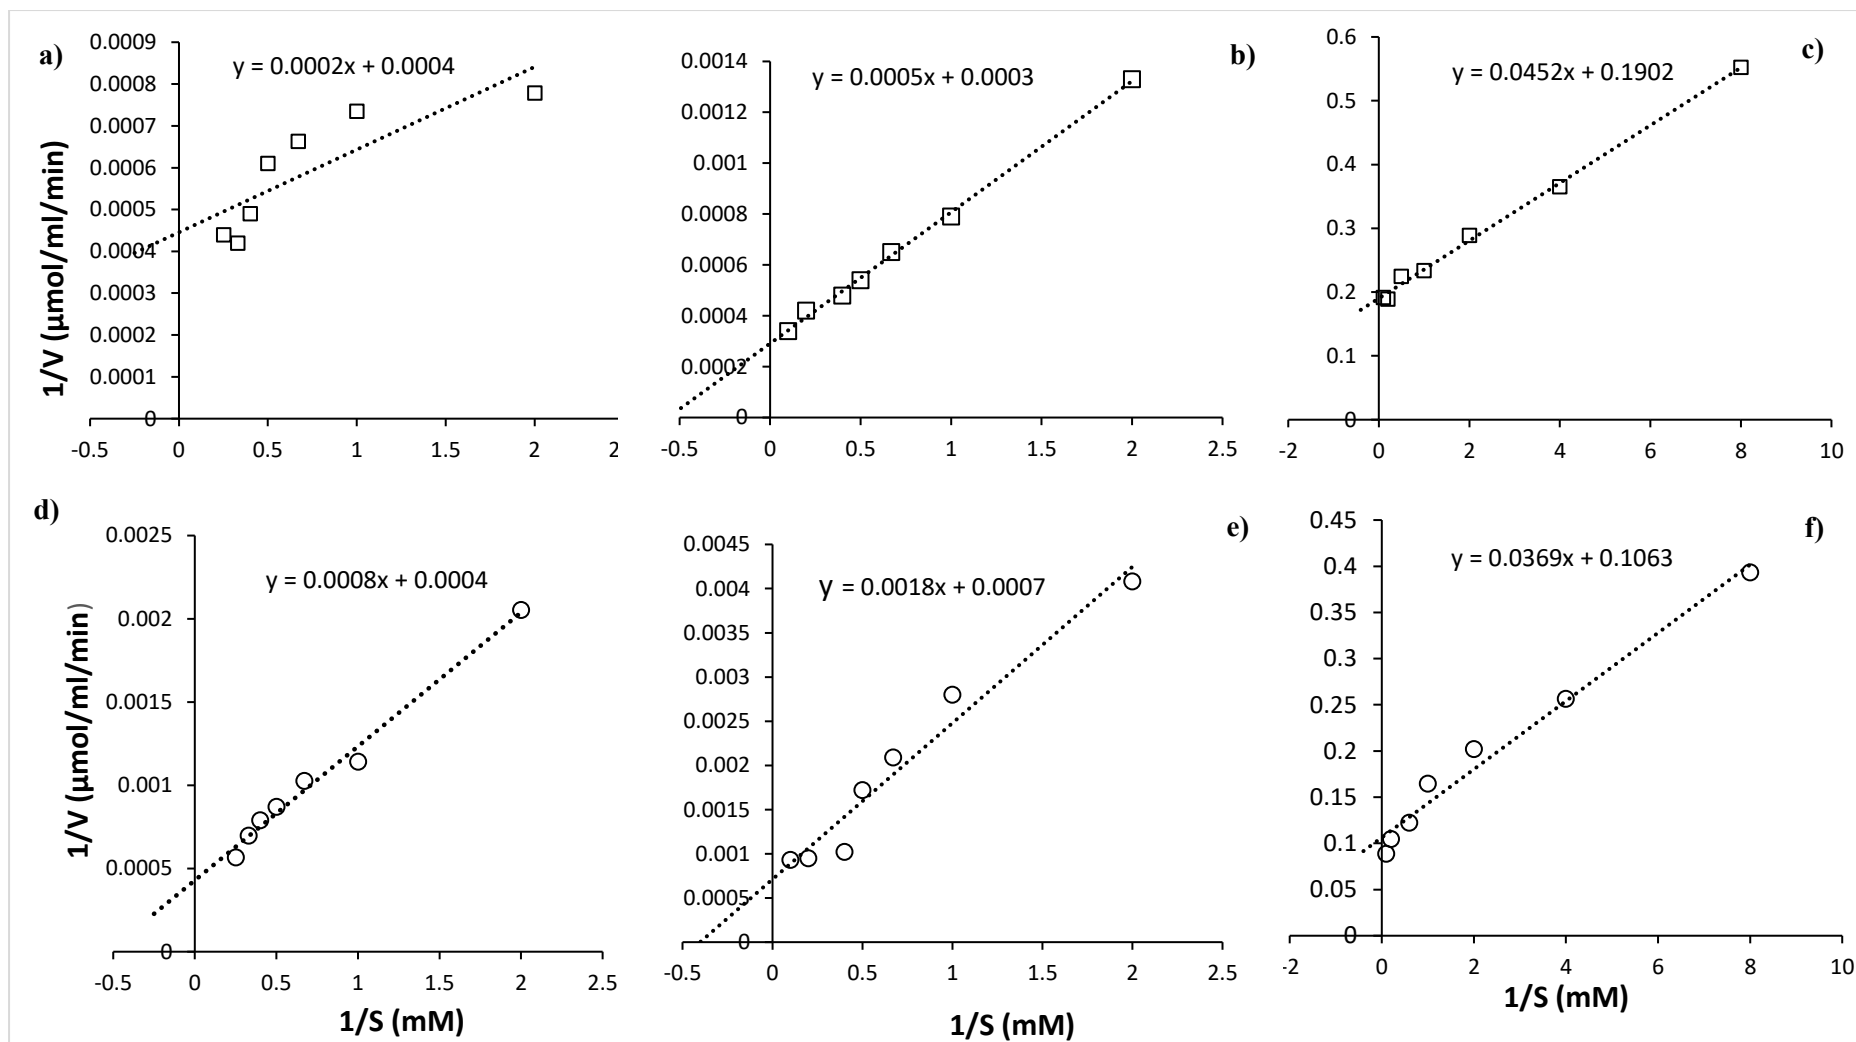 a)
y = 0.0002x + 0.0004
1/V (µmol/ml/min)
0.0009
0.0008
0.0007
0.0006
0.0005
0.0004
0.0003
0.0002
0.0001
0
-0.5 0 0.5 1 1.5 2 2
b)
y = 0.0005x + 0.0003
0.0014
0.0012
0.001
0.0008
0.0006
0.0004
0.0002
0
-0.5 0 0.5 1 1.5 2 2.5
c)
y = 0.0452x + 0.1902
0.6
0.5
0.4
0.3
0.2
0.1
0
-2 0 2 4 6 8 10
d)
y = 0.0008x + 0.0004
1/V (µmol/ml/min)
0.0025
0.002
0.0015
0.001
0.0005
0
-0.5 0 0.5 1 1.5 2 2.5
1/S (mM)
e)
y = 0.0018x + 0.0007
0.0045
0.004
0.0035
0.003
0.0025
0.002
0.0015
0.001
0.0005
0
-0.5 0 0.5 1 1.5 2 2.5
1/S (mM)
f)
y = 0.0369x + 0.1063
0.45
0.4
0.35
0.3
0.25
0.2
0.15
0.1
0.05
0
-2 0 2 4 6 8 10
1/S (mM)